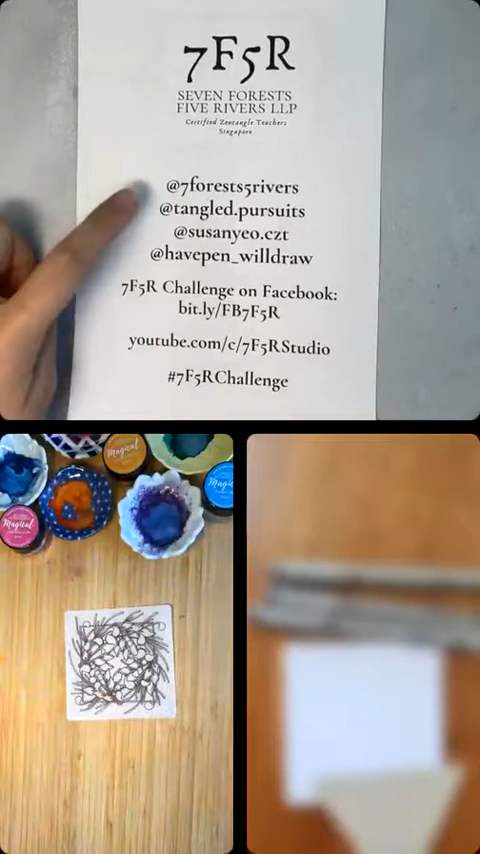 7F5R
SEVEN FORESTS
FIVE RIVERS LLP
Certified Zentangle Teachers
Singapore
@7forests5rivers
@tangled.pursuits
@susanyeo.czt
@havepen_willdraw
7F5R Challenge on Facebook:
bit.ly/FB7F5R
youtube.com/c/7F5RStudio
#7F5RChallenge
Magical
Magical